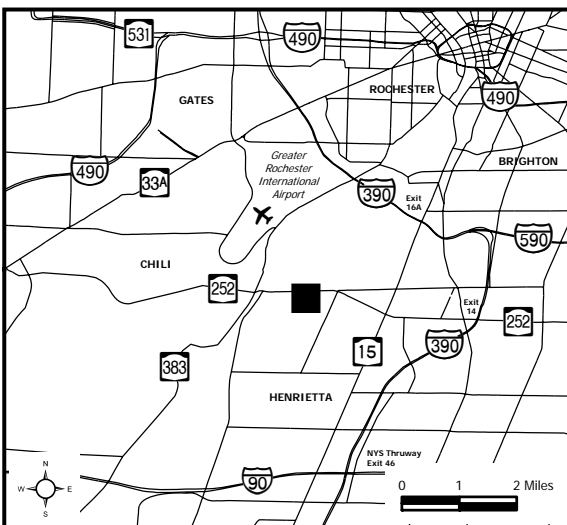 531
490
ROCHESTER
GATES
490
Greater
Rochester
International
Airport
BRIGHTON
490
33A
390
Exit
16A
590
CHILI
252
Exit
14
252
15
390
383
HENRIETTA
NYS Thruway
Exit 46
90
N
W E
S
0 1 2 Miles